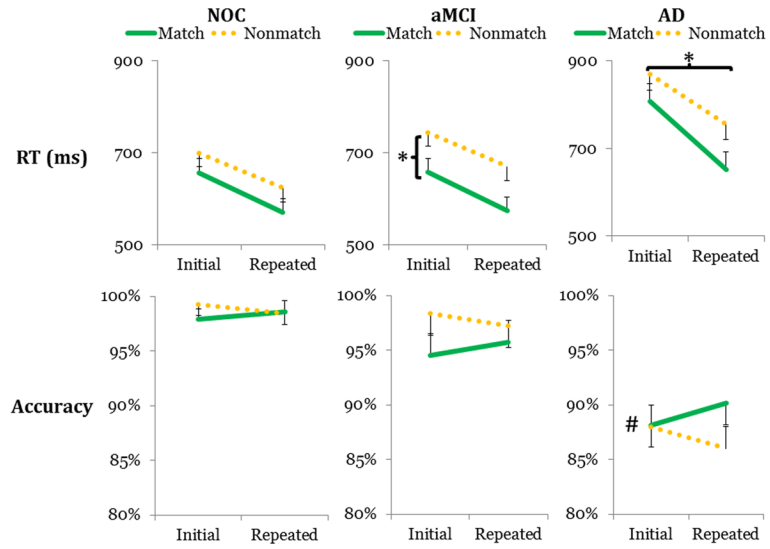 NOC aMCI AD
Match Nonmatch Match Nonmatch Match Nonmatch
900 900 900
*
RT (ms) 700 * 700 700
500 500 500
Initial Repeated Initial Repeated Initial Repeated
100% 100% 100%
95% 95% 95%
Accuracy 90% 90% 90%
#
85% 85% 85%
80% 80% 80%
Initial Repeated Initial Repeated Initial Repeated